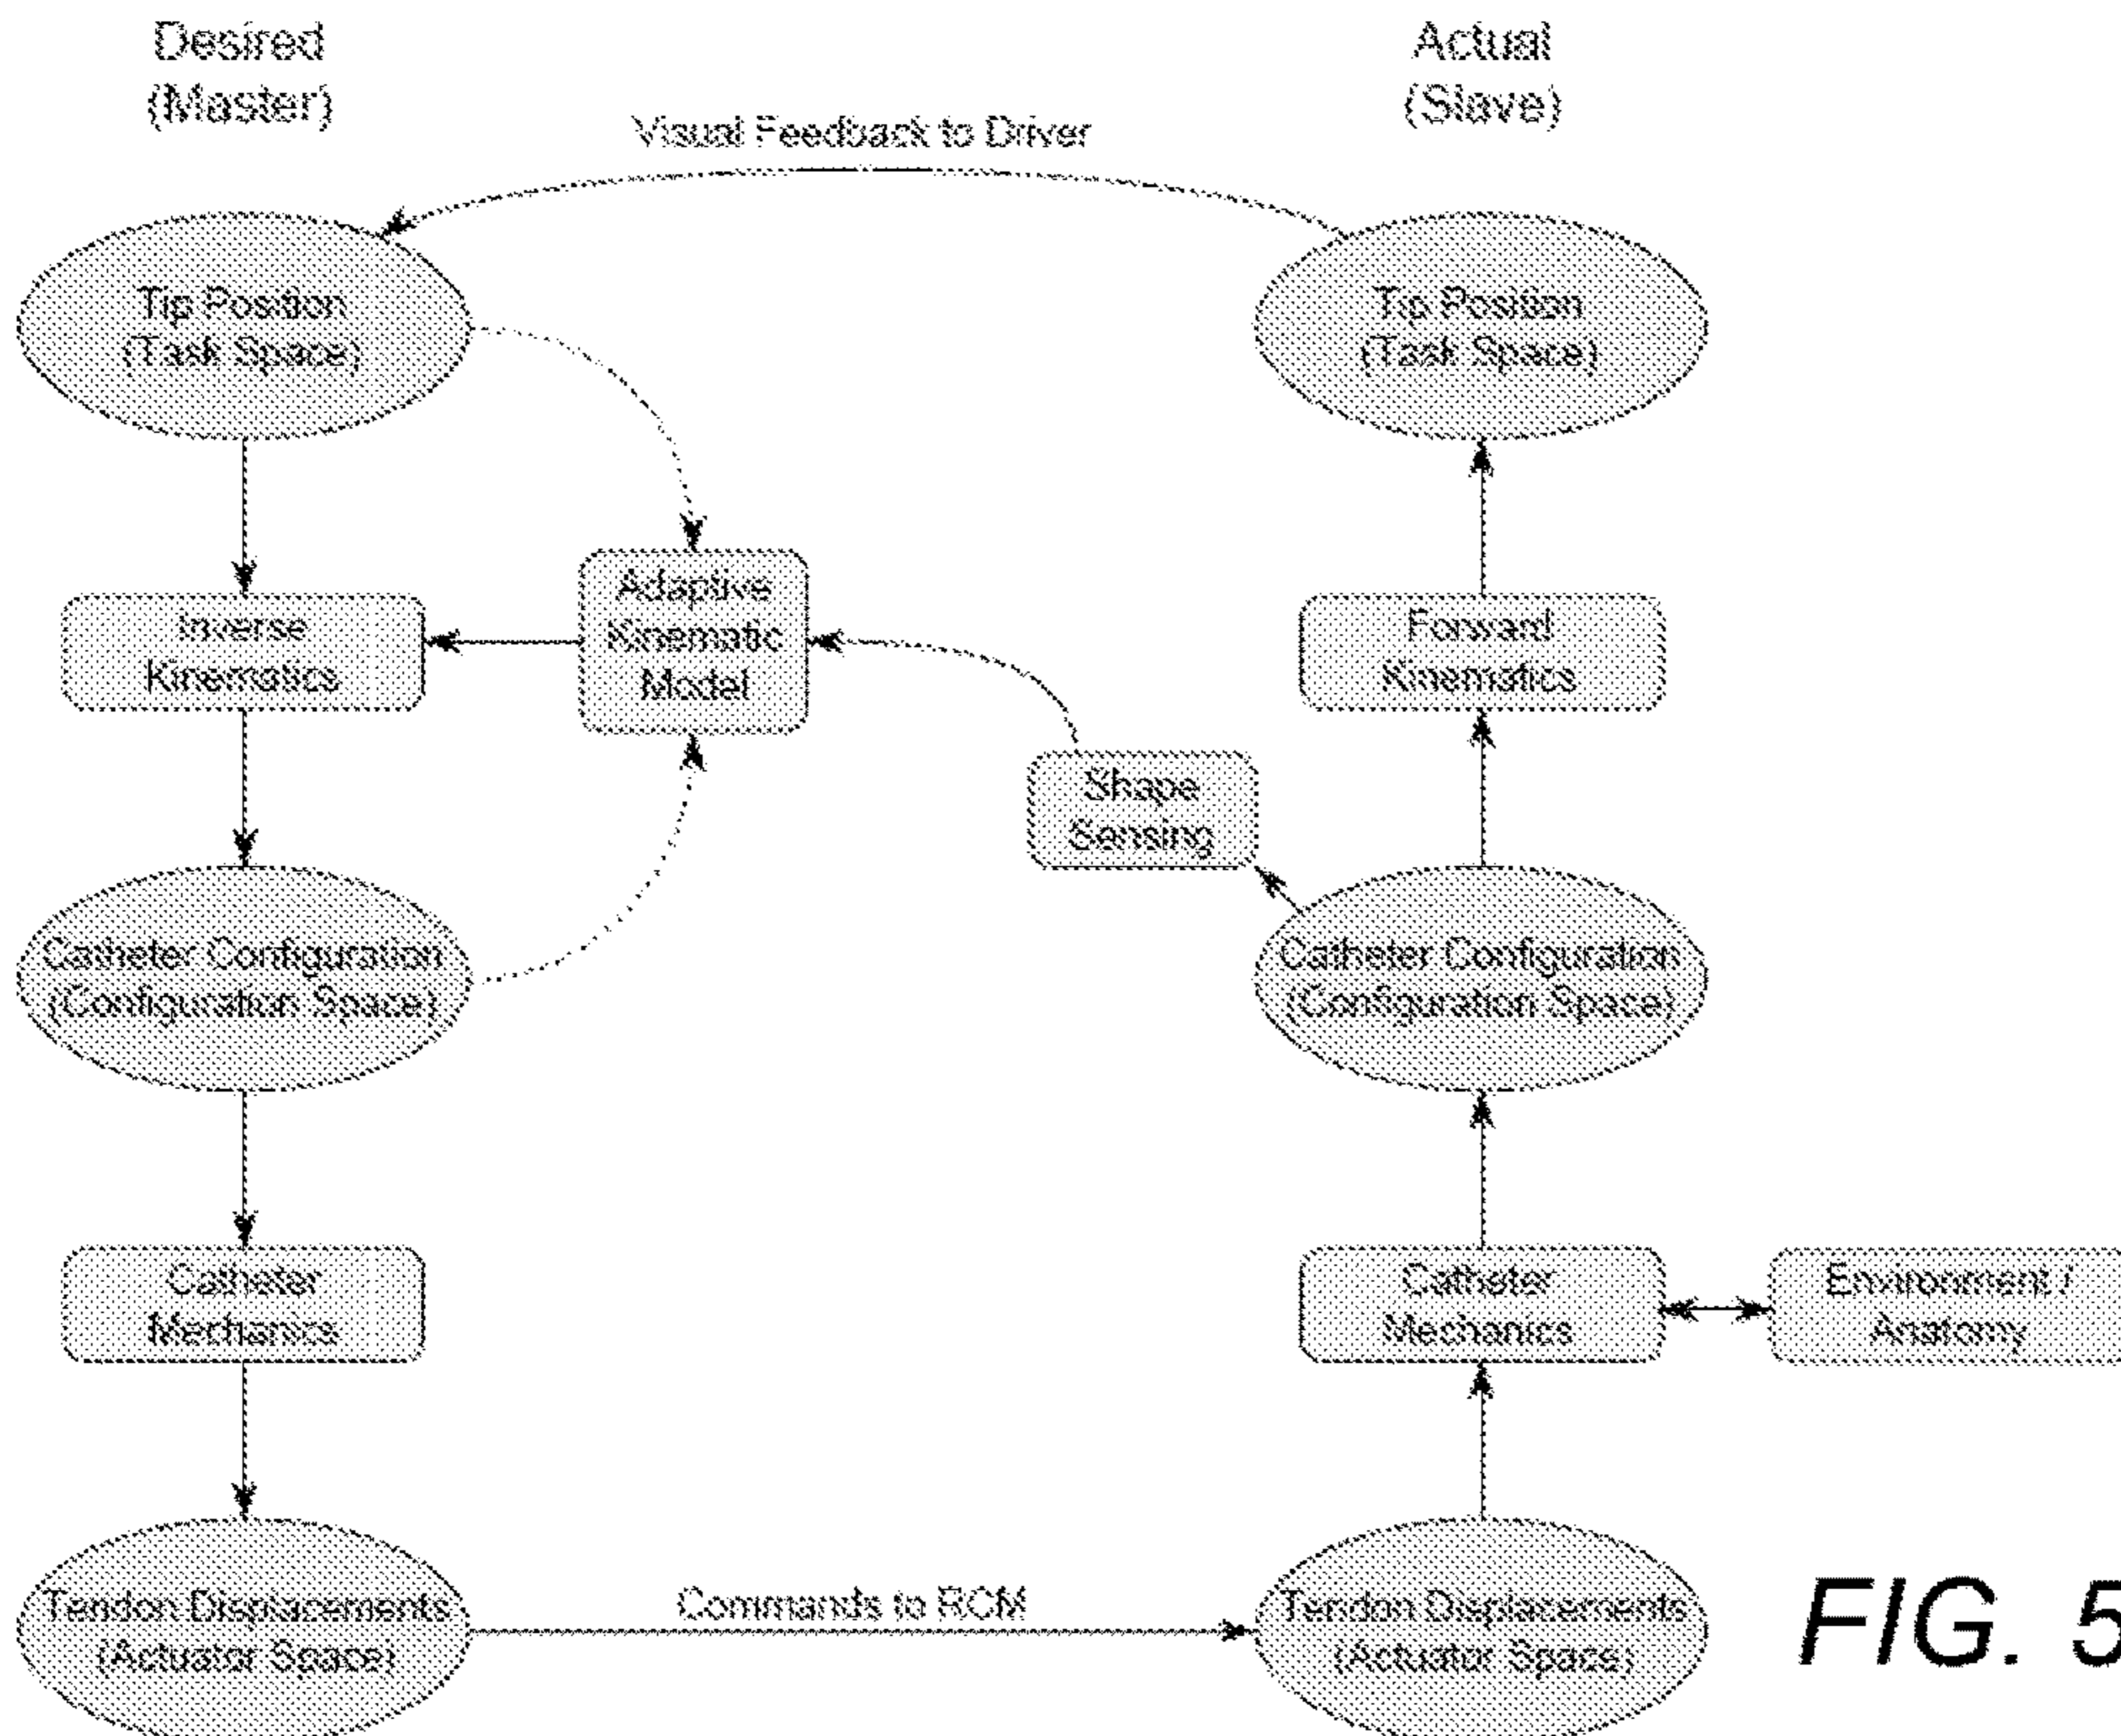 Desired
(Master)
Actual
(Slave)
Visual Feedback to Driver
Tip Position
(Task Space)
Tip Position
(Task Space)
Inverse
Kinematics
Adaptive
Kinematic
Model
Forward
Kinematics
Shape
Sensing
Catheter Configuration
(Configuration Space)
Catheter Configuration
(Configuration Space)
Catheter
Mechanics
Catheter
Mechanics
Environment /
Anatomy
Tendon Displacements
(Actuator Space)
Commands to RCM
Tendon Displacements
(Actuator Space)
FIG. 5